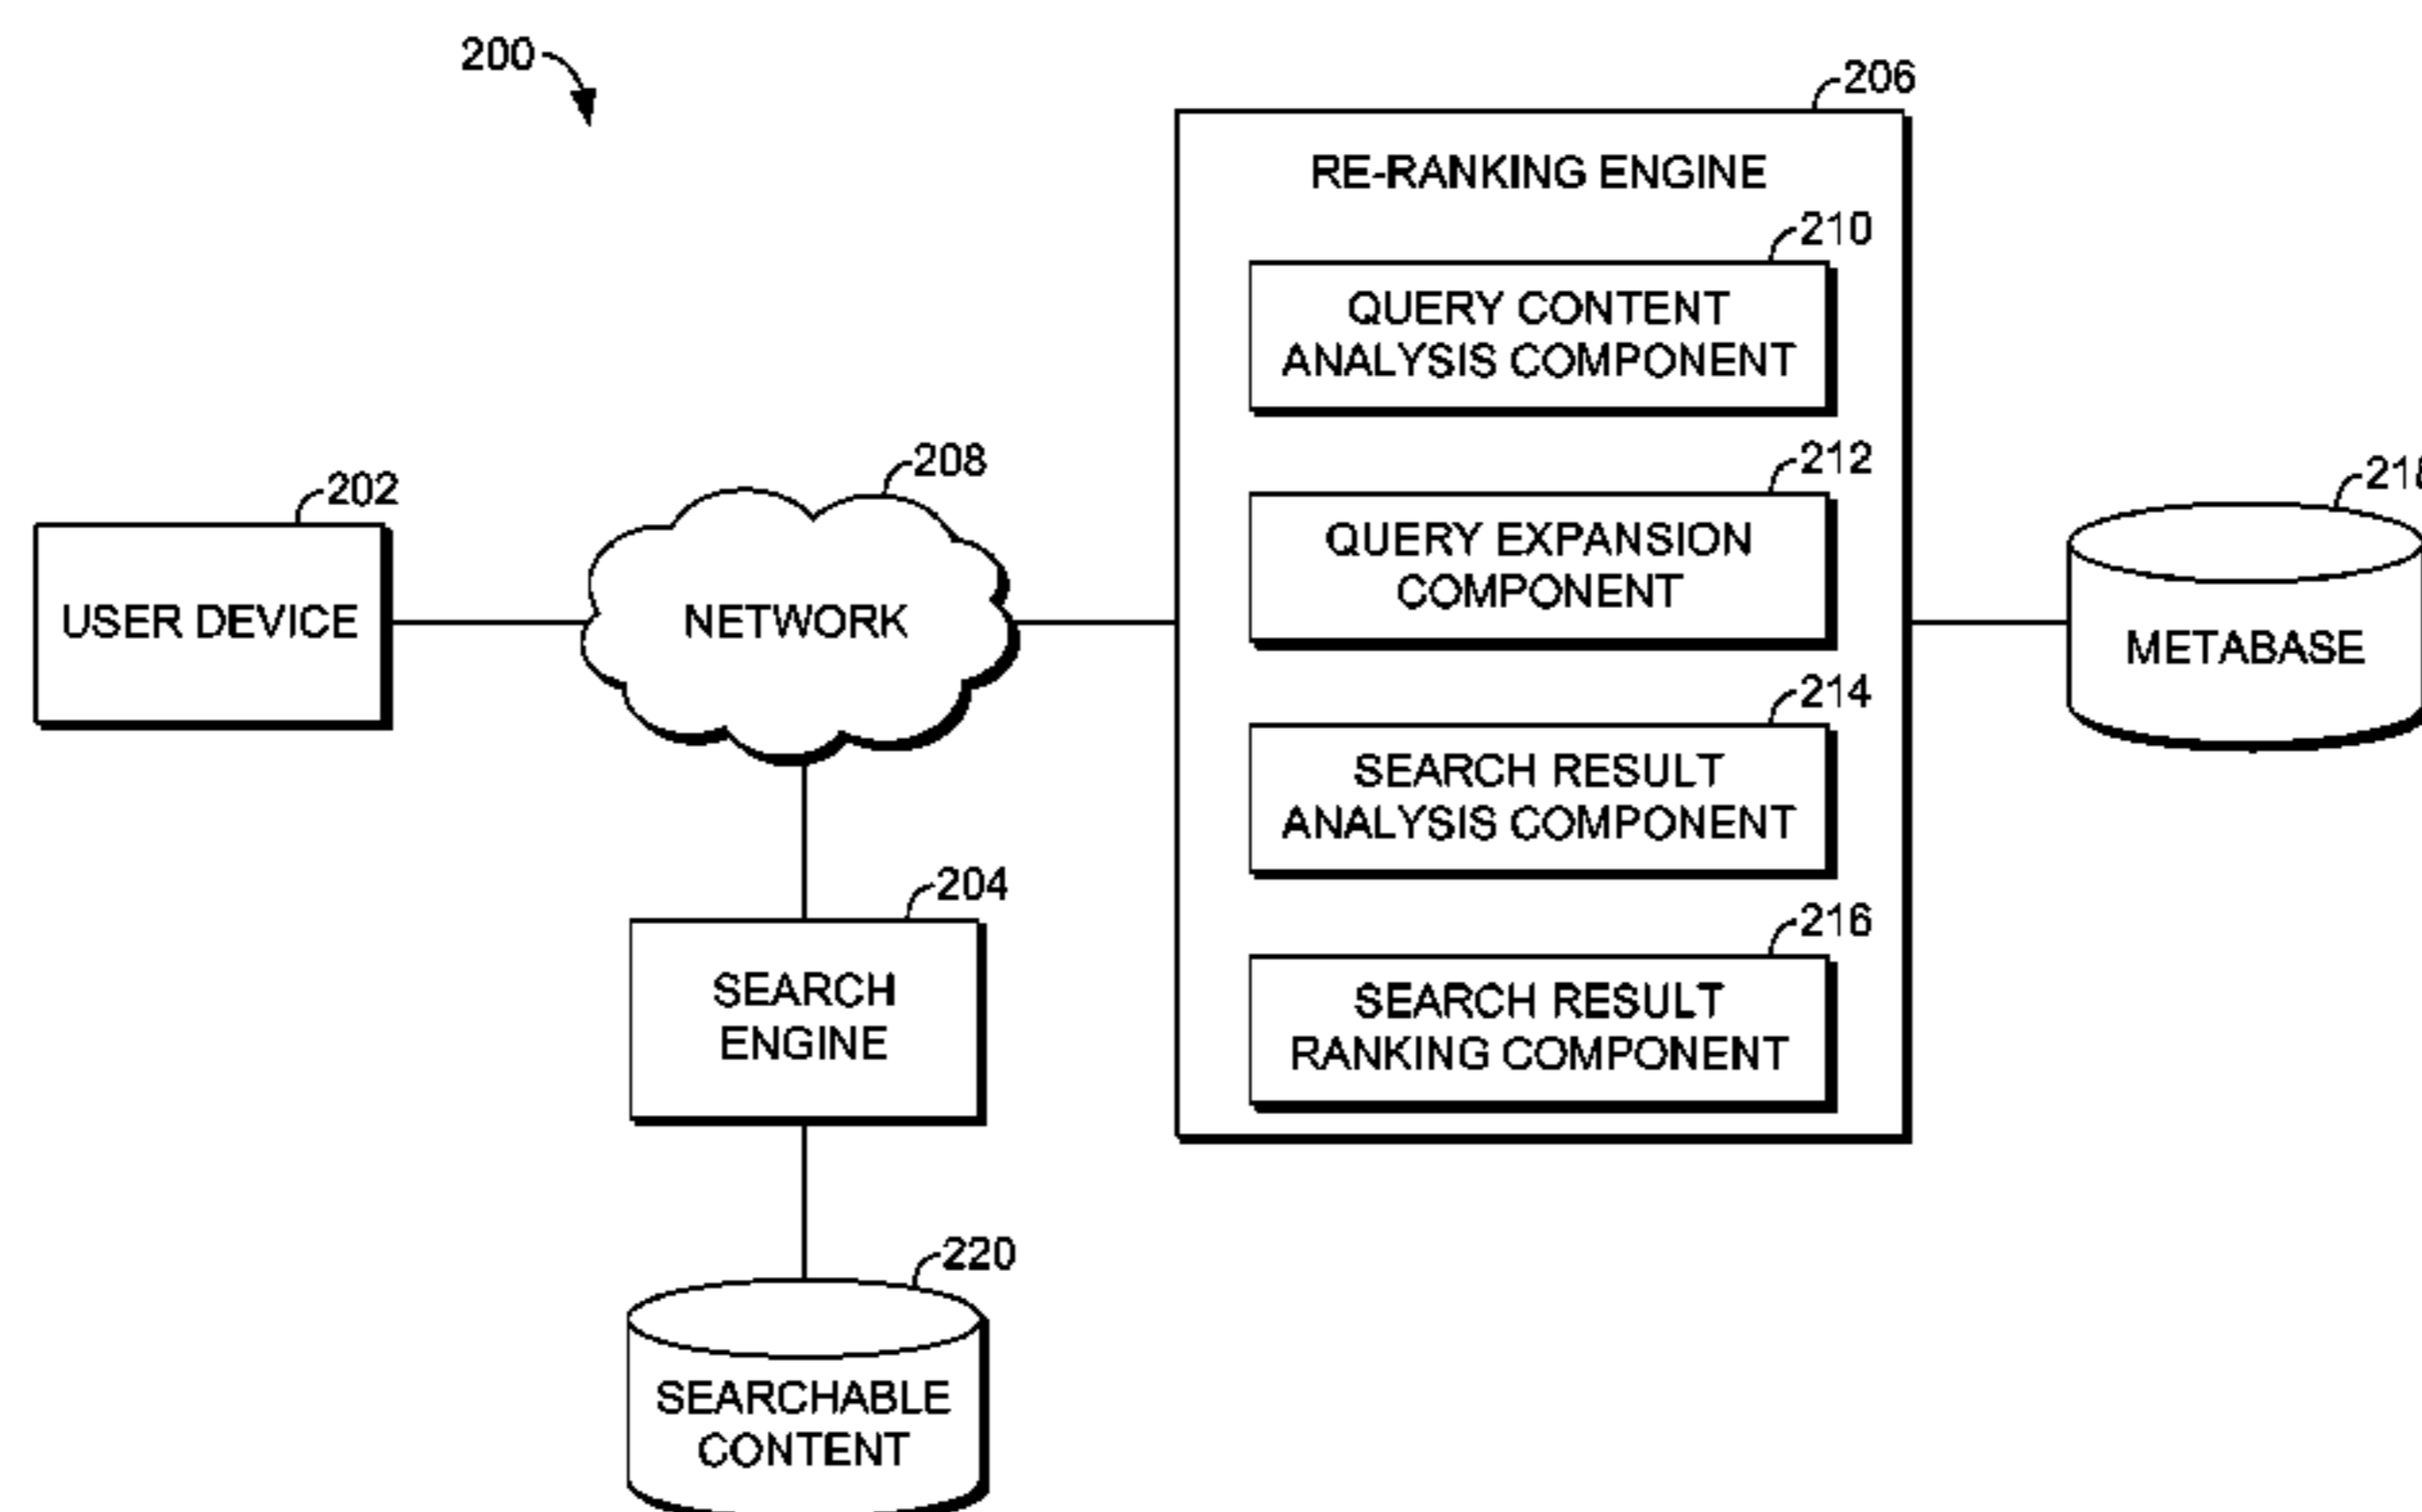 200
206
RE-RANKING ENGINE
210
QUERY CONTENT
ANALYSIS COMPONENT
212
QUERY EXPANSION
COMPONENT
214
SEARCH RESULT
ANALYSIS COMPONENT
216
SEARCH RESULT
RANKING COMPONENT
208
NETWORK
202
USER DEVICE
218
METABASE
204
SEARCH
ENGINE
220
SEARCHABLE
CONTENT